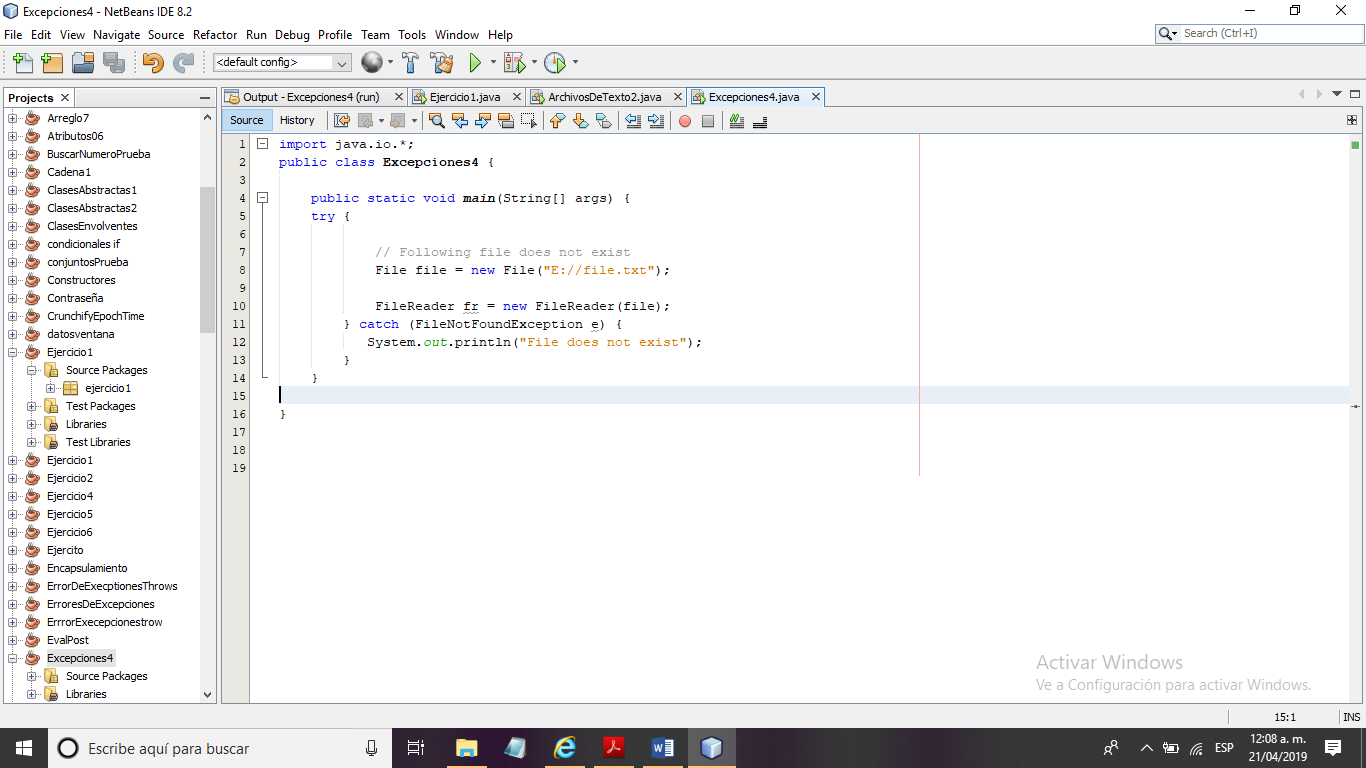 Excepciones4 - NetBeans IDE 8.2
File Edit View Navigate Source Refactor Run Debug Profile Team Tools Window Help
Search (Ctrl+I)
<default config>
Projects
Output - Excepciones4 (run)
Ejercicio1.java
ArchivosDeTexto2.java
Excepciones4.java
Source History
Arreglo7
Atributos06
BuscarNumeroPrueba
Cadena1
ClasesAbstractas1
ClasesAbstractas2
ClasesEnvolventes
condicionales if
conjuntosPrueba
Constructores
Contraseña
CrunchifyEpochTime
datosventana
Ejercicio1
Source Packages
ejercicio1
Test Packages
Libraries
Test Libraries
Ejercicio1
Ejercicio2
Ejercicio4
Ejercicio5
Ejercicio6
Ejercito
Encapsulamiento
ErrorDeExecptionesThrows
ErroresDeExcepciones
ErrrorExecepcionestrow
EvalPost
Excepciones4
Source Packages
Libraries
1 import java.io.*;
2 public class Excepciones4 {
3
4 public static void main(String[] args) {
5 try {
6
7 // Following file does not exist
8 File file = new File("E://file.txt");
9
10 FileReader fr = new FileReader(file);
11 } catch (FileNotFoundException e) {
12 System.out.println("File does not exist");
13 }
14 }
15
16 }
17
18
19
Activar Windows
Ve a Configuración para activar Windows.
15:1 INS
Escribe aquí para buscar
ESP
12:08 a. m.
21/04/2019